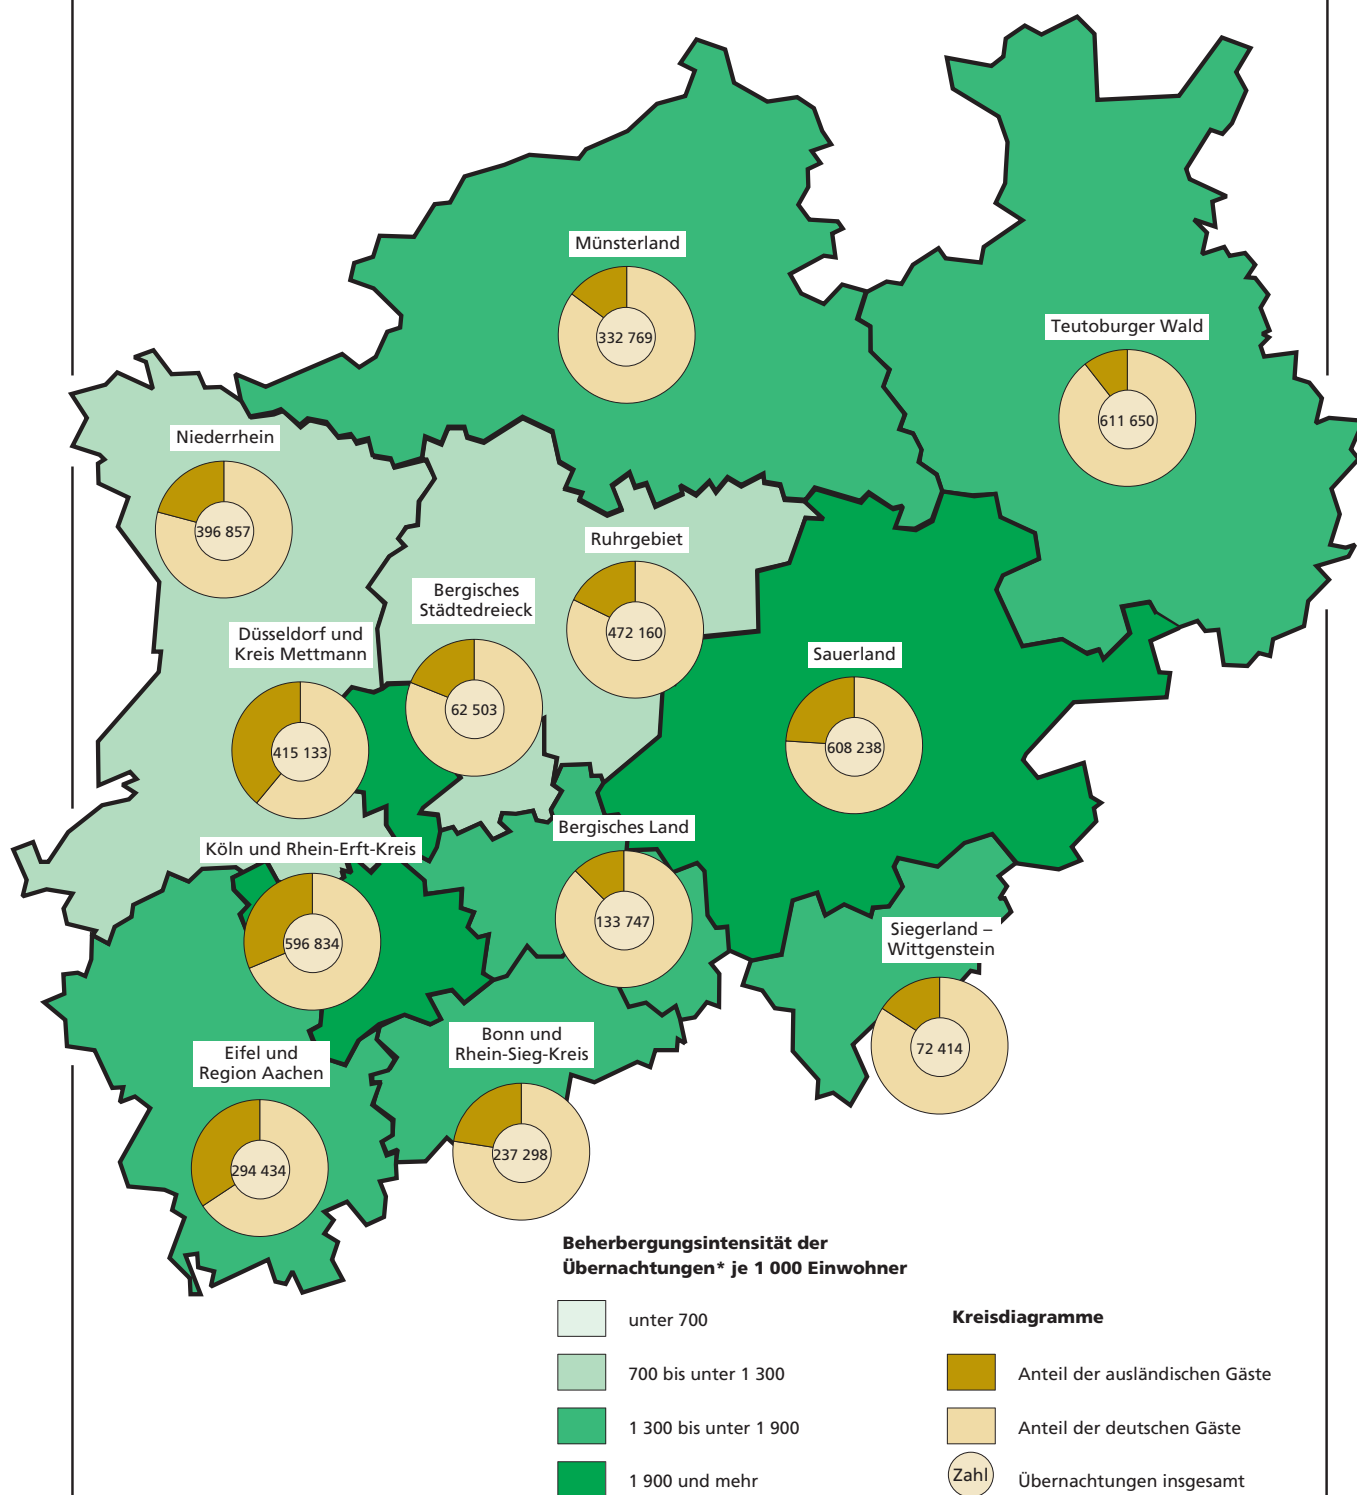 Münsterland
332 769
Teutoburger Wald
611 650
Niederrhein
396 857
Ruhrgebiet
472 160
Bergisches
Städtedreieck
62 503
Düsseldorf und
Kreis Mettmann
415 133
Sauerland
608 238
Bergisches Land
133 747
Köln und Rhein-Erft-Kreis
596 834
Siegerland –
Wittgenstein
72 414
Bonn und
Rhein-Sieg-Kreis
237 298
Eifel und
Region Aachen
294 434
Beherbergungsintensität der
Übernachtungen* je 1 000 Einwohner
unter 700
700 bis unter 1 300
1 300 bis unter 1 900
1 900 und mehr
Kreisdiagramme
Anteil der ausländischen Gäste
Anteil der deutschen Gäste
Zahl
Übernachtungen insgesamt